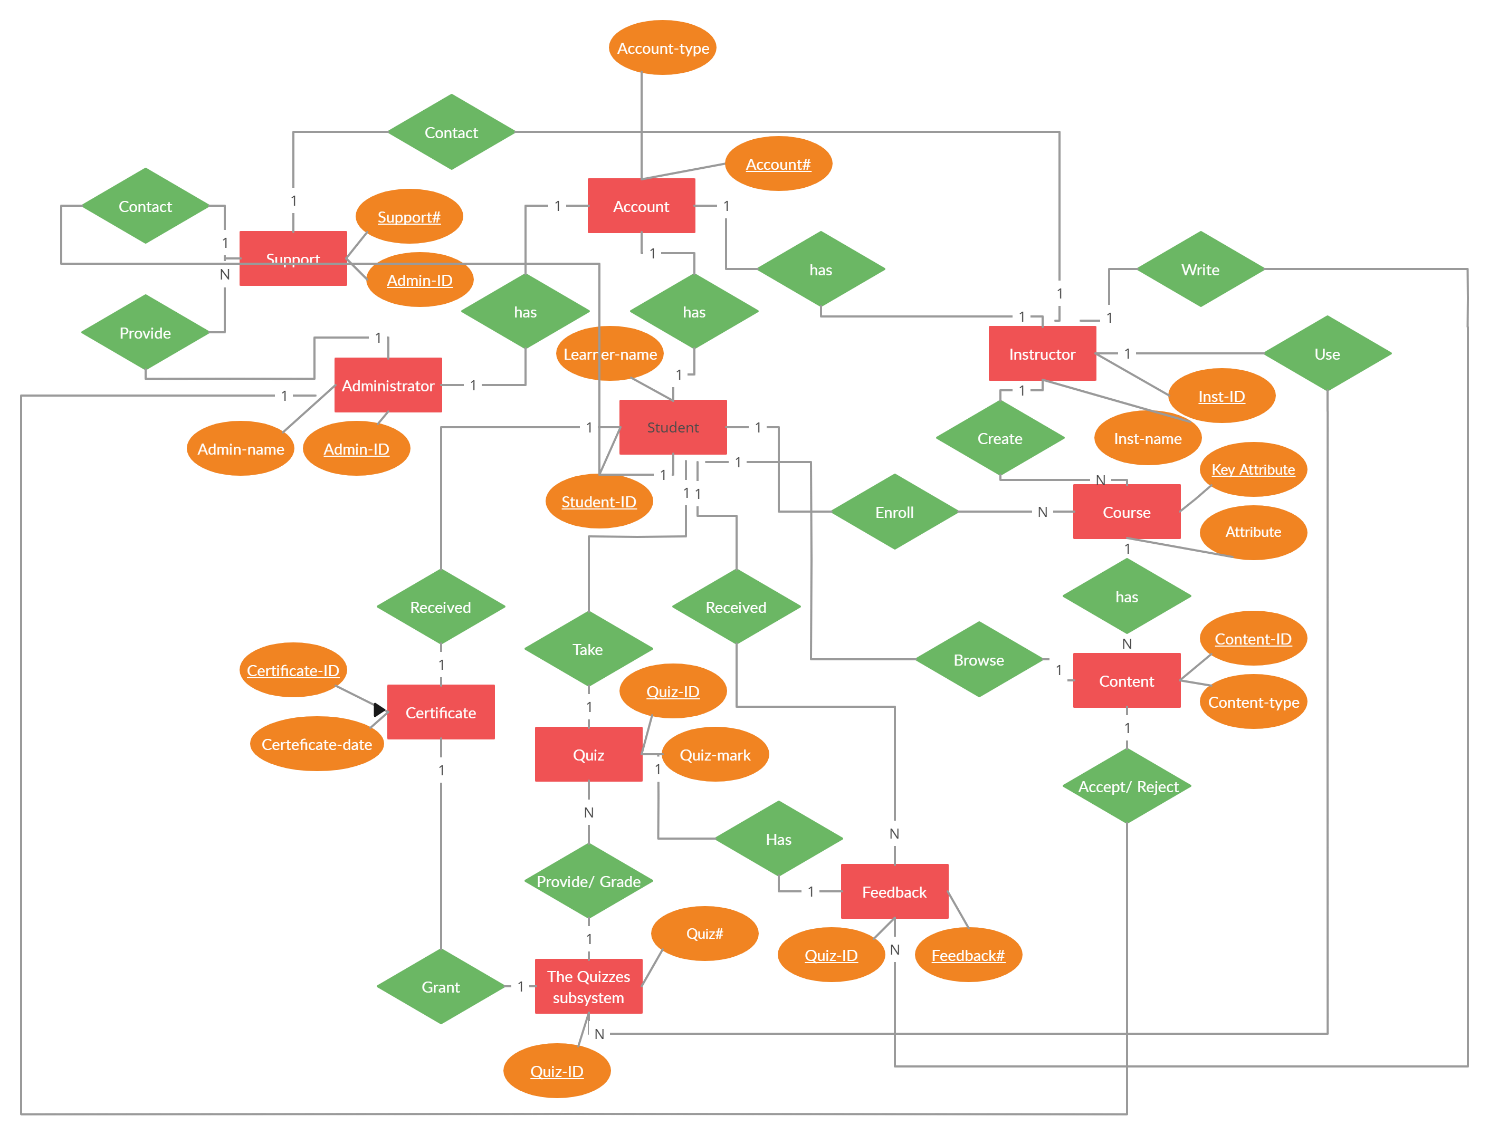 Account-type
Contact
Account#
1
Contact
Support#
1
Account
1
1
Support
N
Admin-ID
1
has
Write
1
1
Provide
has
has
1
1
Instructor
1
Use
1
Learner-name
1
Administrator
1
1
Inst-ID
1
Admin-name
Admin-ID
1
Student
1
Create
Inst-name
1
1
Key Attribute
N
Student-ID
1
1
Enroll
N
Course
Attribute
1
has
Received
Received
N
Take
Browse
1
Content-ID
1
Content
Certificate-ID
Quiz-ID
Content-type
1
Certificate
1
Certeficate-date
Quiz
Quiz-mark
1
1
Accept/ Reject
N
N
Has
Provide/ Grade
1
Feedback
Quiz#
1
N
Quiz-ID
Feedback#
Grant
1
The Quizzes
subsystem
N
Quiz-ID